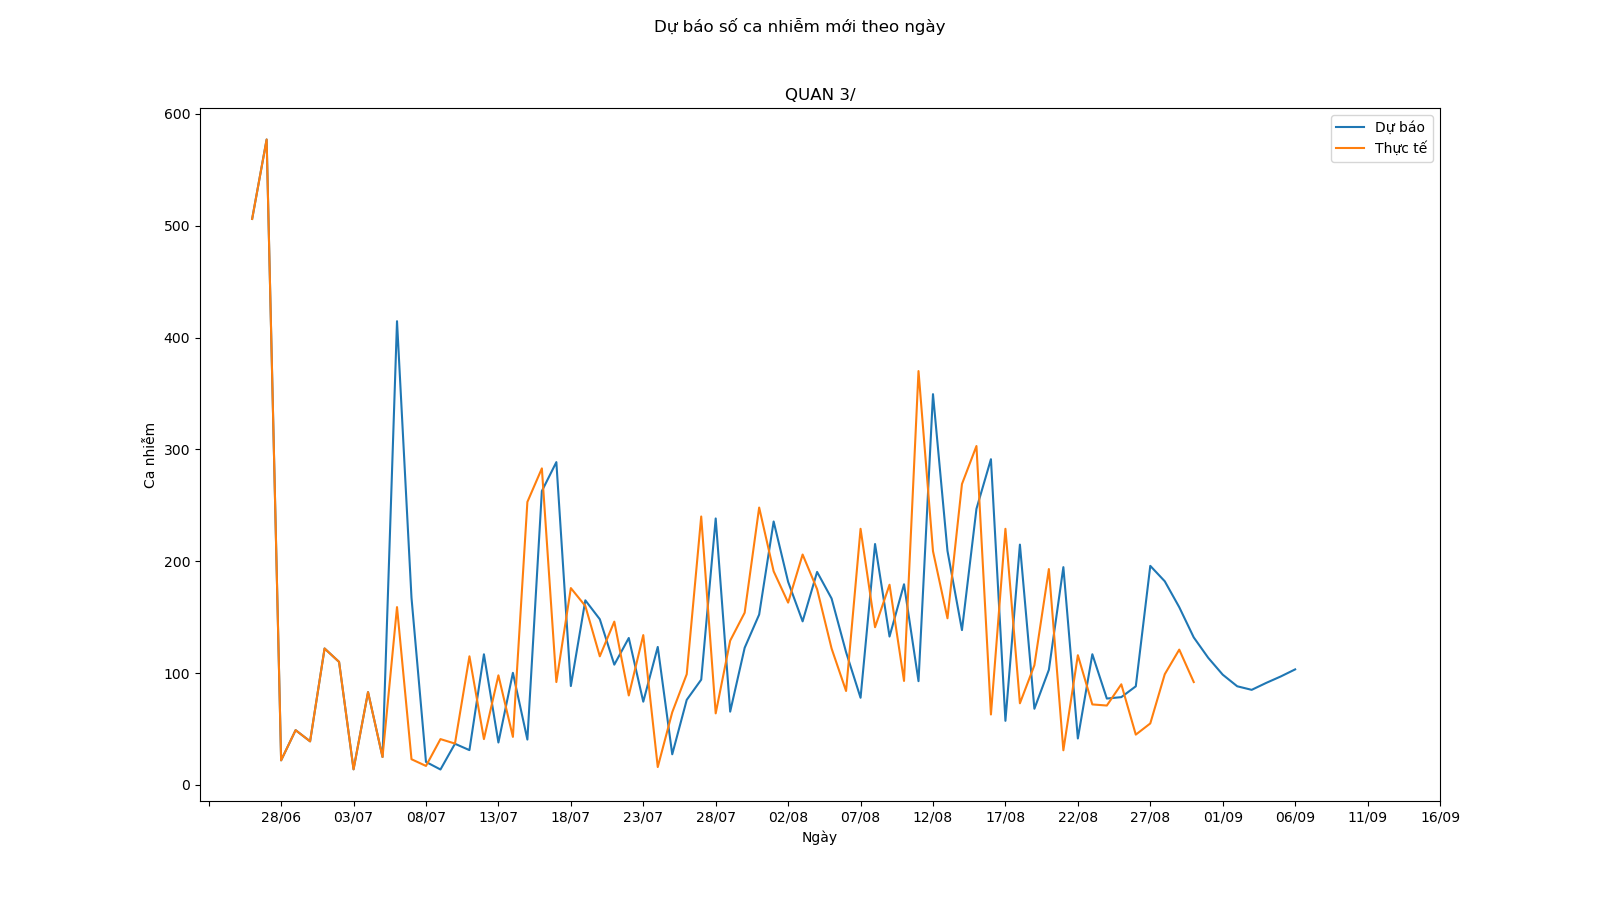 Dự báo số ca nhiễm mới theo ngày
QUAN 3/
Dự báo
Thực tế
600
500
400
300
200
100
0
Ca nhiễm
28/06 03/07 08/07 13/07 18/07 23/07 28/07 02/08 07/08 12/08 17/08 22/08 27/08 01/09 06/09 11/09 16/09
Ngày